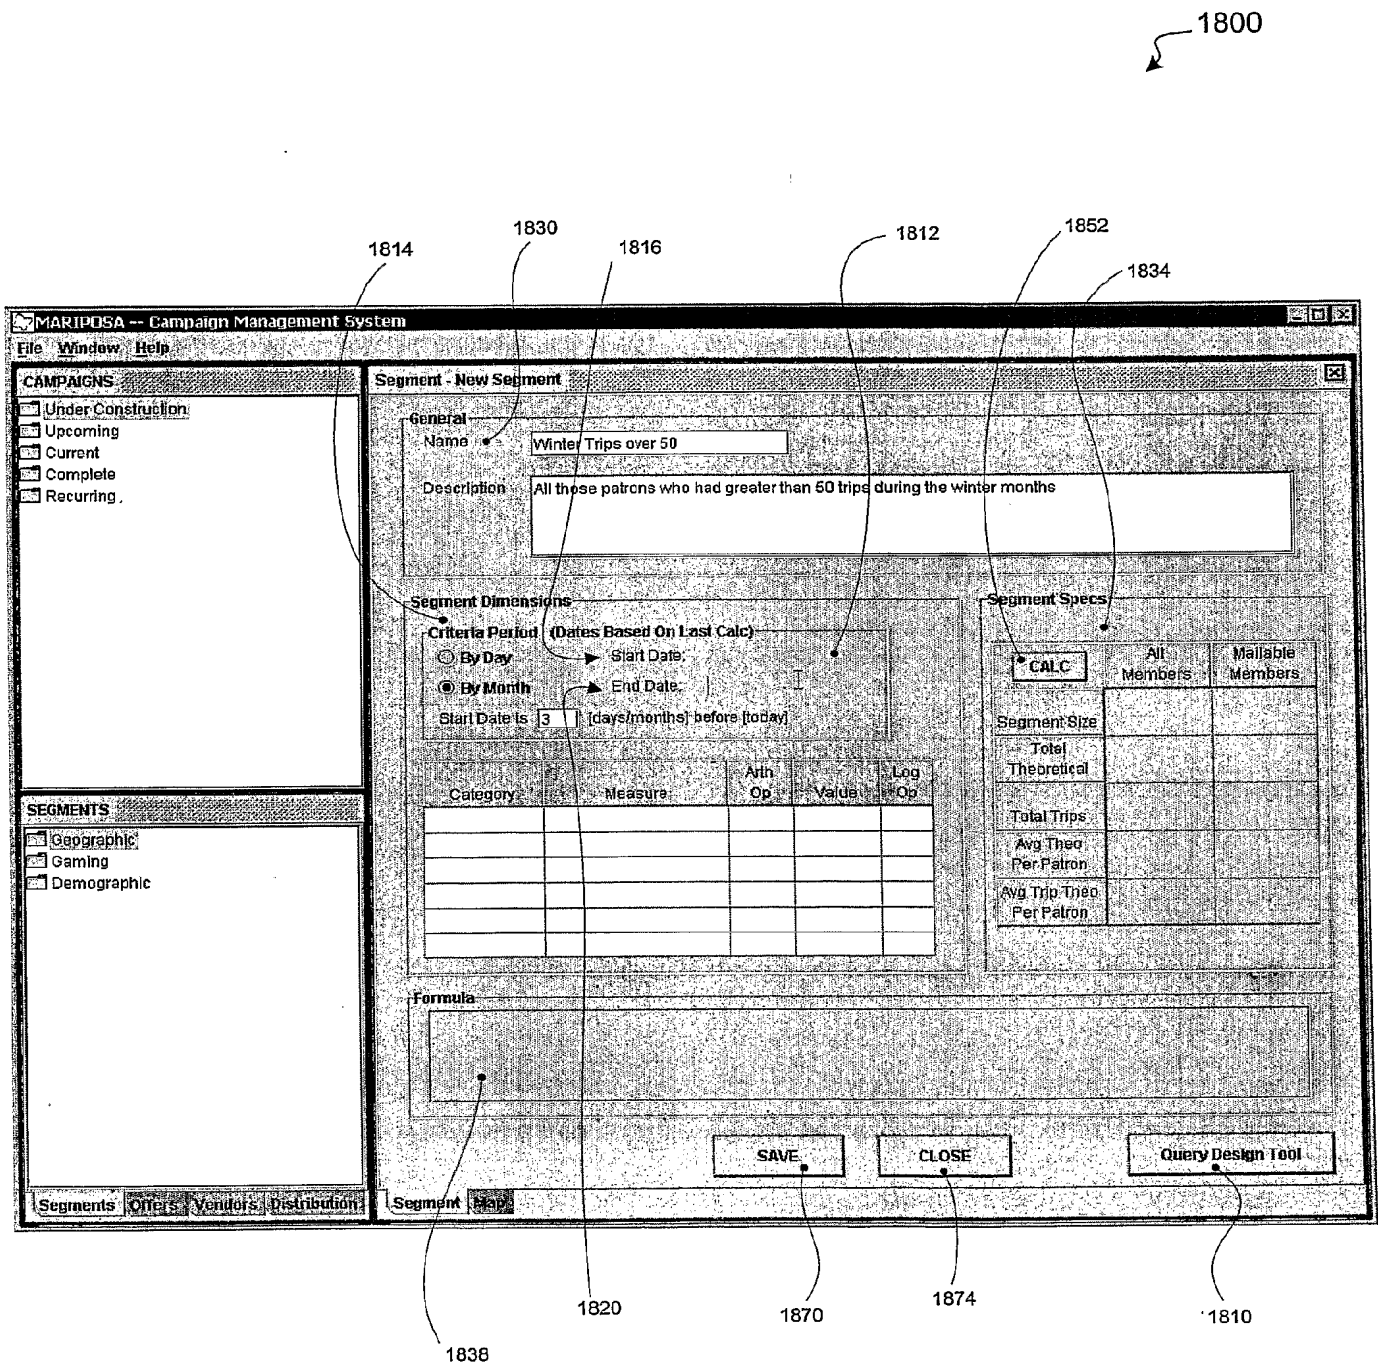 1800
1814
1830
1816
1812
1852
1834
MARIPOSA -- Campaign Management System
File Window Help
CAMPAIGNS
Under Construction
Upcoming
Current
Complete
Recurring
SEGMENTS
Geographic
Gaming
Demographic
Segments Offers Vendors Distribution
Segment - New Segment
General
Name
Winter Trips over 50
Description
All those patrons who had greater than 50 trips during the winter months
Segment Dimensions
Criteria Period (Dates Based On Last Calc)
By Day
Start Date:
By Month
End Date:
Start Date is 3 [days/months] before [today]
Category Measure Arth Op Value Log Op
Segment Specs
CALC
All Members
Mailable Members
Segment Size
Total Theoretical
Total Trips
Avg Theo Per Patron
Avg Trip Theo Per Patron
Formula
SAVE
CLOSE
Query Design Tool
Segment Map
1838
1820
1870
1874
1810